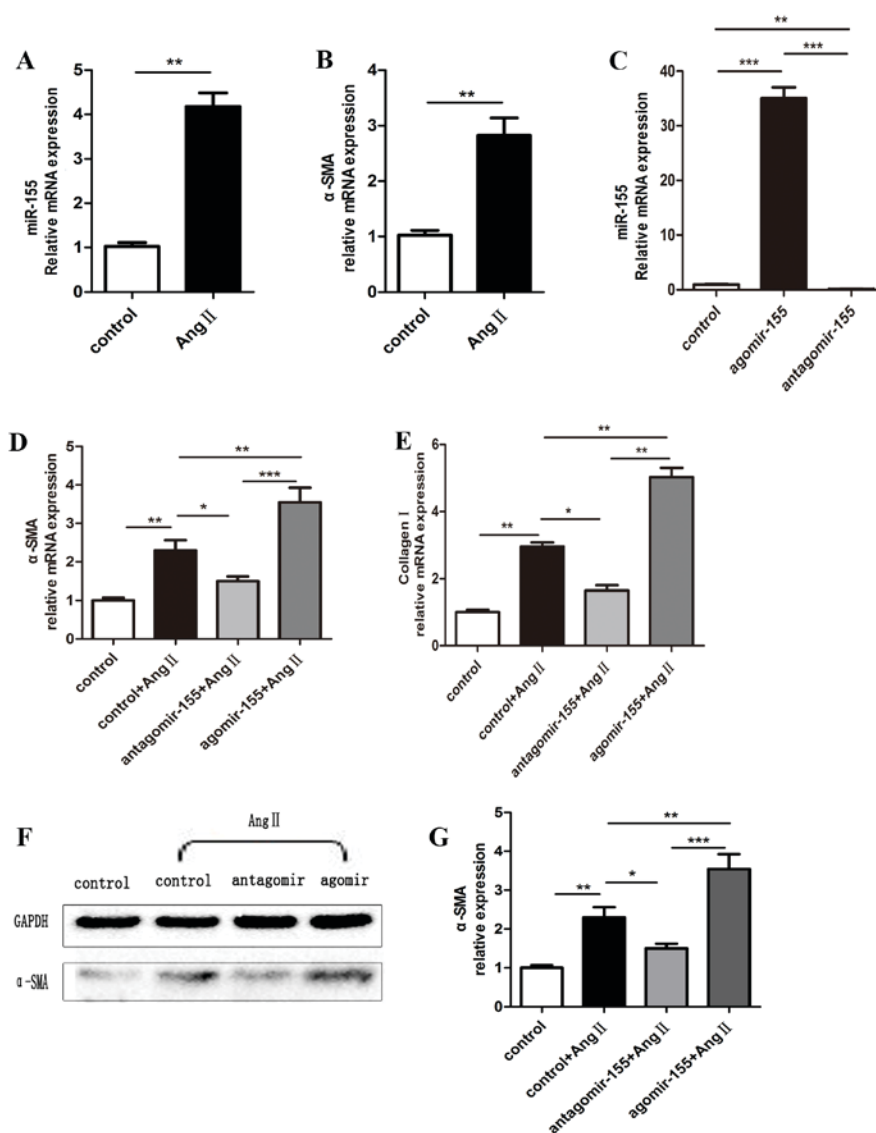 A
**
miR-155
Relative mRNA expression
5
4
3
2
1
0
control
Ang Ⅱ
B
**
α-SMA
relative mRNA expression
4
3
2
1
0
control
Ang Ⅱ
C
**
***
***
miR-155
Relative mRNA expression
40
30
20
10
0
control
agomir-155
antagomir-155
D
**
**
*
***
α-SMA
relative mRNA expression
5
4
3
2
1
0
control
control+Ang Ⅱ
antagomir-155+Ang Ⅱ
agomir-155+Ang Ⅱ
E
**
**
*
**
Collagen Ⅰ
relative mRNA expression
6
4
2
0
control
control+Ang Ⅱ
antagomir-155+Ang Ⅱ
agomir-155+Ang Ⅱ
F
Ang Ⅱ
control control antagomir agomir
GAPDH
α-SMA
G
**
***
**
*
α-SMA
relative expression
5
4
3
2
1
0
control
control+Ang Ⅱ
antagomir-155+Ang Ⅱ
agomir-155+Ang Ⅱ